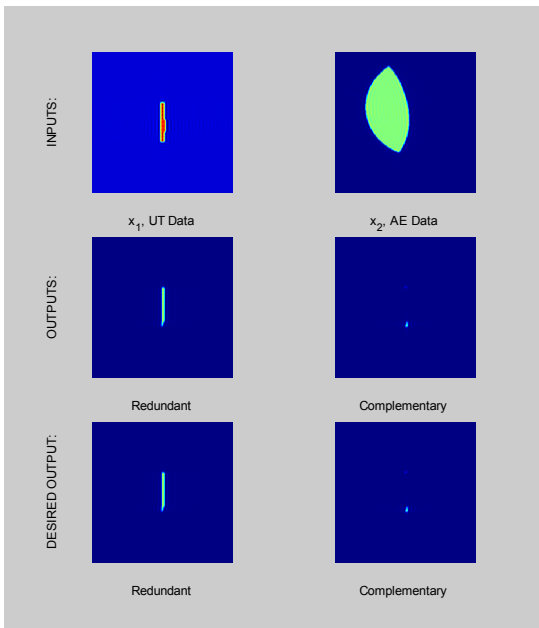 INPUTS:
x1, UT Data
x2, AE Data
OUTPUTS:
Redundant
Complementary
DESIRED OUTPUT:
Redundant
Complementary